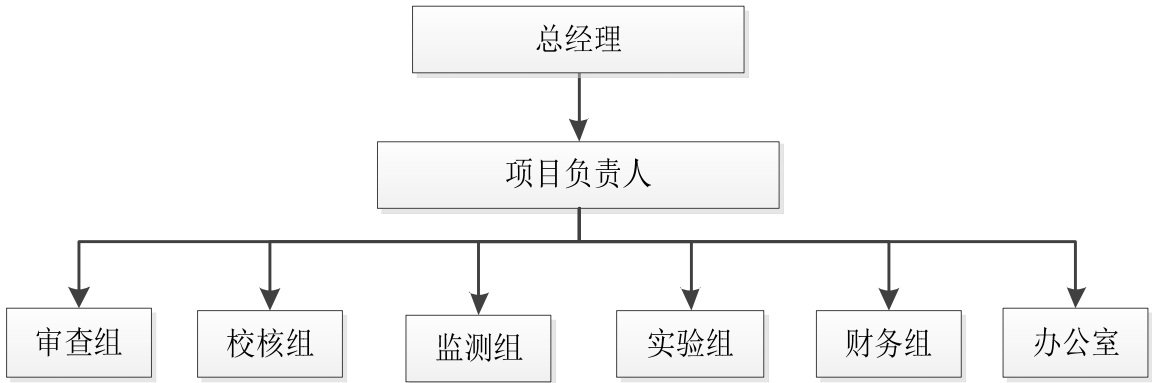 总经理
项目负责人
审查组
校核组
监测组
实验组
财务组
办公室